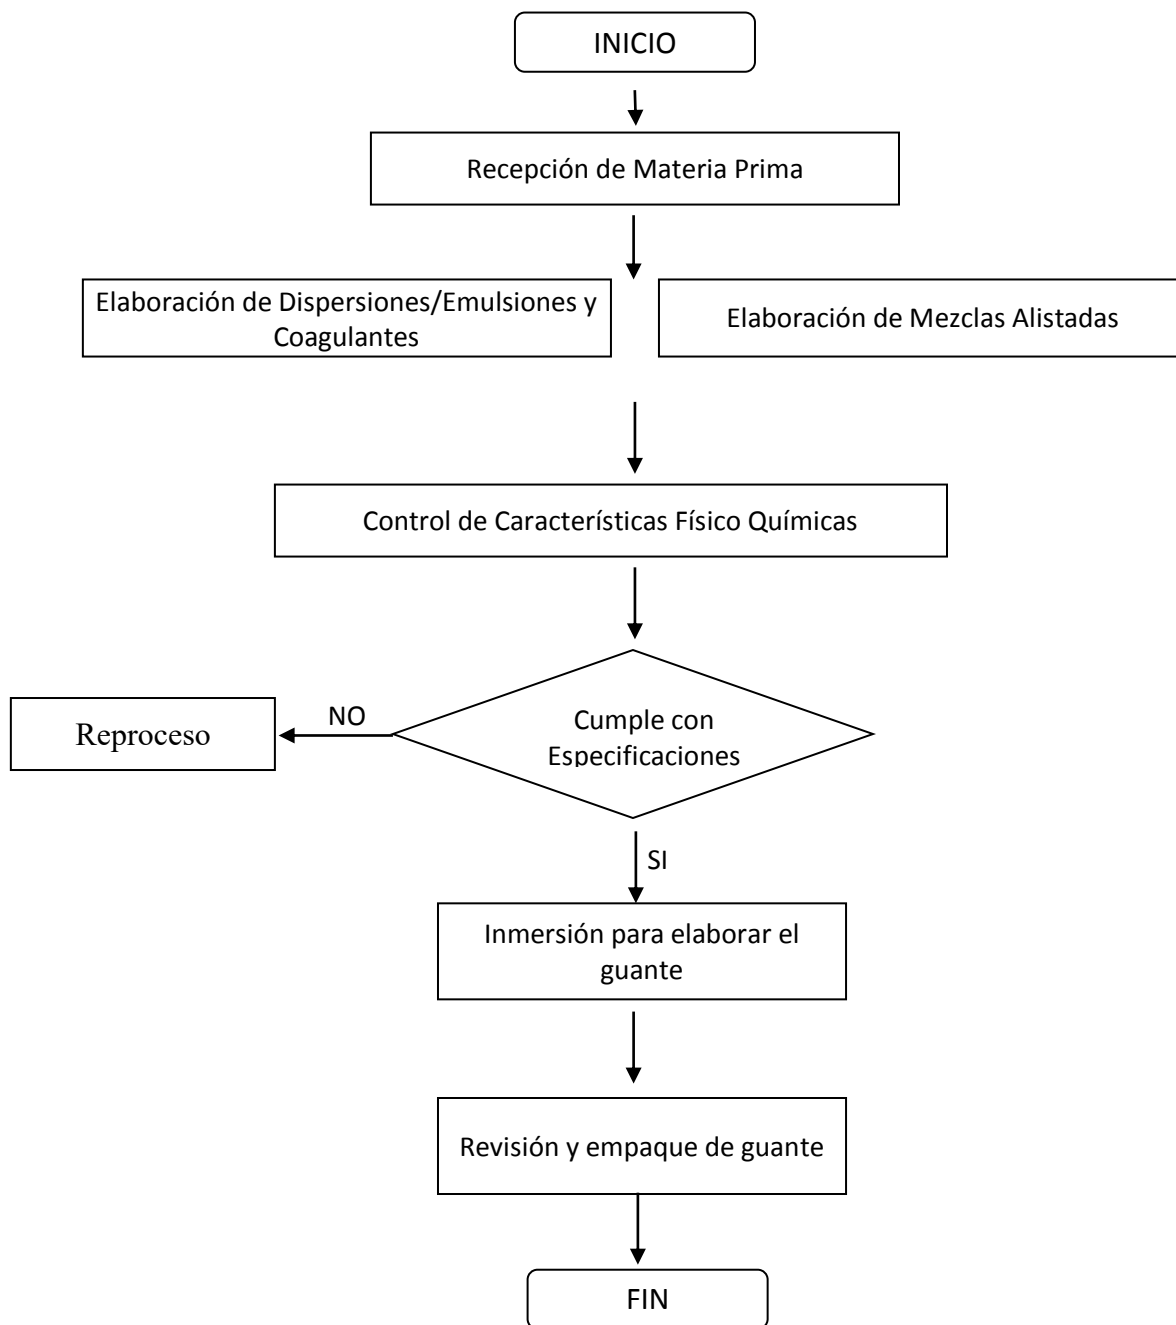 INICIO
Recepción de Materia Prima
Elaboración de Dispersiones/Emulsiones y
Coagulantes
Elaboración de Mezclas Alistadas
Control de Características Físico Químicas
Cumple con
Especificaciones
NO
Reproceso
SI
Inmersión para elaborar el
guante
Revisión y empaque de guante
FIN